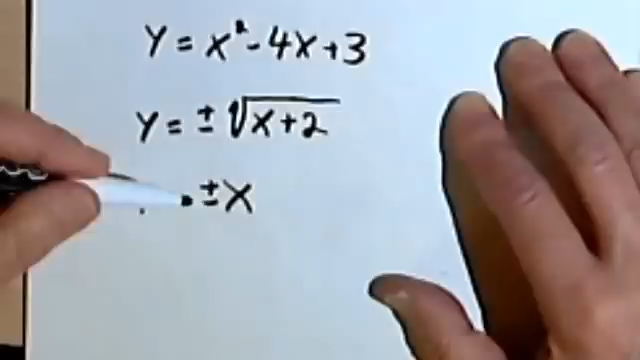 y = x² - 4x + 3
y = ± √x+2
± x